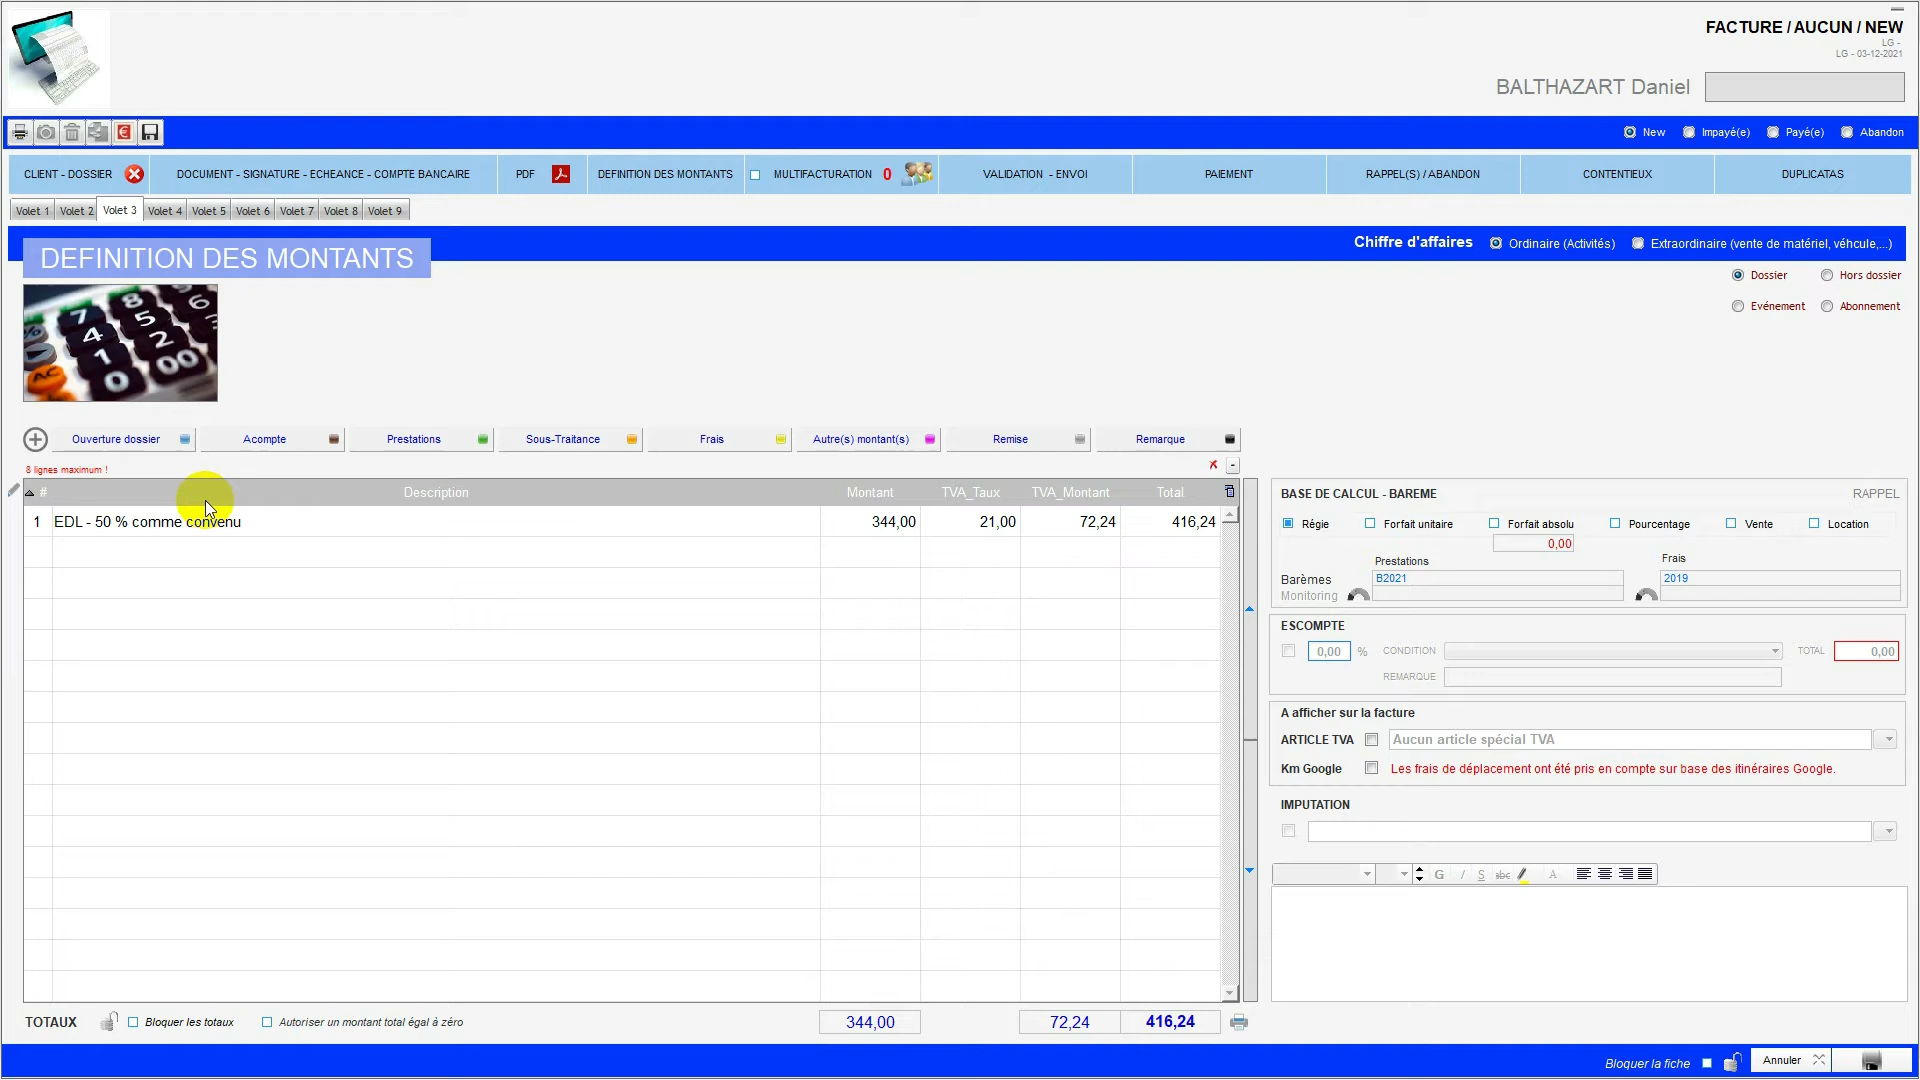 FACTURE / AUCUN / NEW
LG -
LG - 03-12-2021
BALTHAZART Daniel
New Impayé(e) Payé(e) Abandon
CLIENT - DOSSIER DOCUMENT - SIGNATURE - ECHEANCE - COMPTE BANCAIRE PDF DEFINITION DES MONTANTS MULTIFACTURATION 0 VALIDATION - ENVOI PAIEMENT RAPPEL(S) / ABANDON CONTENTIEUX DUPLICATAS
Volet 1 Volet 2 Volet 3 Volet 4 Volet 5 Volet 6 Volet 7 Volet 8 Volet 9
Chiffre d'affaires Ordinaire (Activités) Extraordinaire (vente de matériel, véhcule,...)
DEFINITION DES MONTANTS
Dossier Hors dossier
Evénement Abonnement
Ouverture dossier Acompte Prestations Sous-Traitance Frais Autre(s) montant(s) Remise Remarque
8 lignes maximum !
# Description Montant TVA_Taux TVA_Montant Total
1 EDL - 50 % comme convenu 344,00 21,00 72,24 416,24
BASE DE CALCUL - BAREME RAPPEL
Régie Forfait unitaire Forfait absolu Pourcentage Vente Location
0,00
Prestations Frais
Barèmes B2021 2019
Monitoring
ESCOMPTE
0,00 % CONDITION TOTAL 0,00
REMARQUE
A afficher sur la facture
ARTICLE TVA Aucun article spécial TVA
Km Google Les frais de déplacement ont été pris en compte sur base des itinéraires Google.
IMPUTATION
G I S abc A
TOTAUX Bloquer les totaux Autoriser un montant total égal à zéro 344,00 72,24 416,24
Bloquer la fiche Annuler